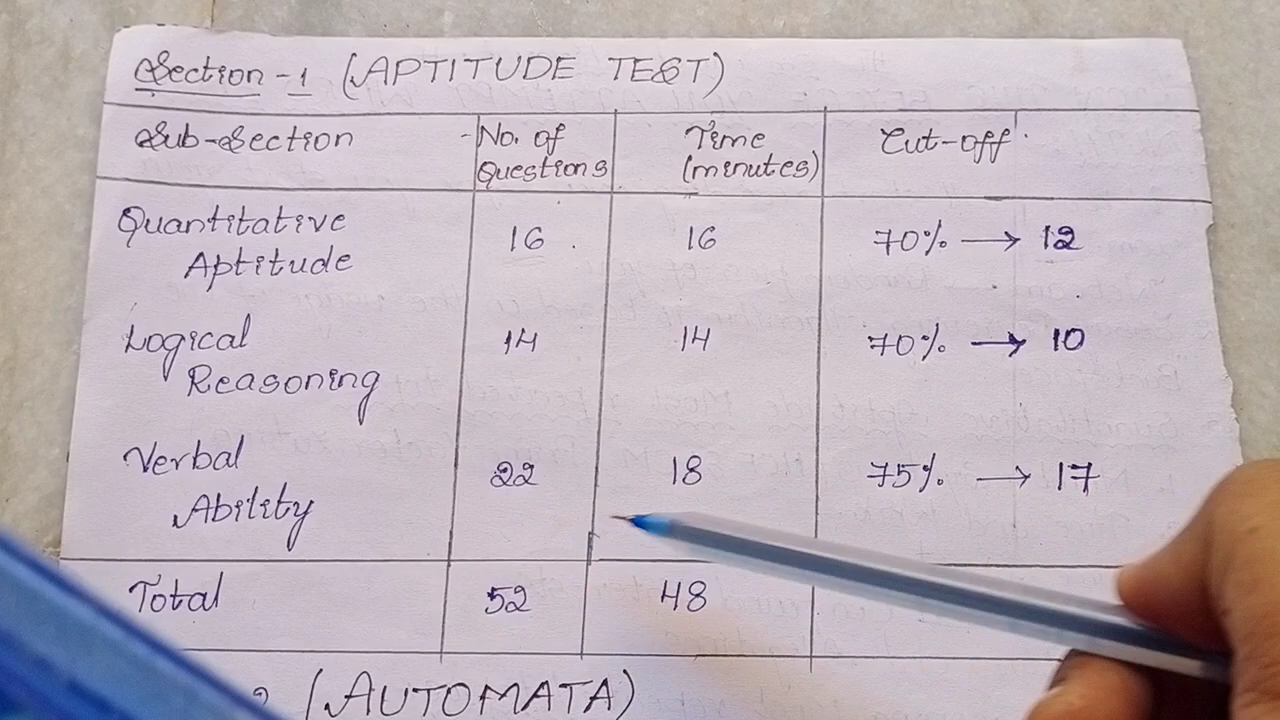 Section - 1 (APTITUDE TEST)
Sub-Section
No. of Questions
Time (minutes)
Cut-off
Quantitative Aptitude
16
16
70% → 12
Logical Reasoning
14
14
70% → 10
Verbal Ability
22
18
75% → 17
Total
52
48
2 (AUTOMATA)